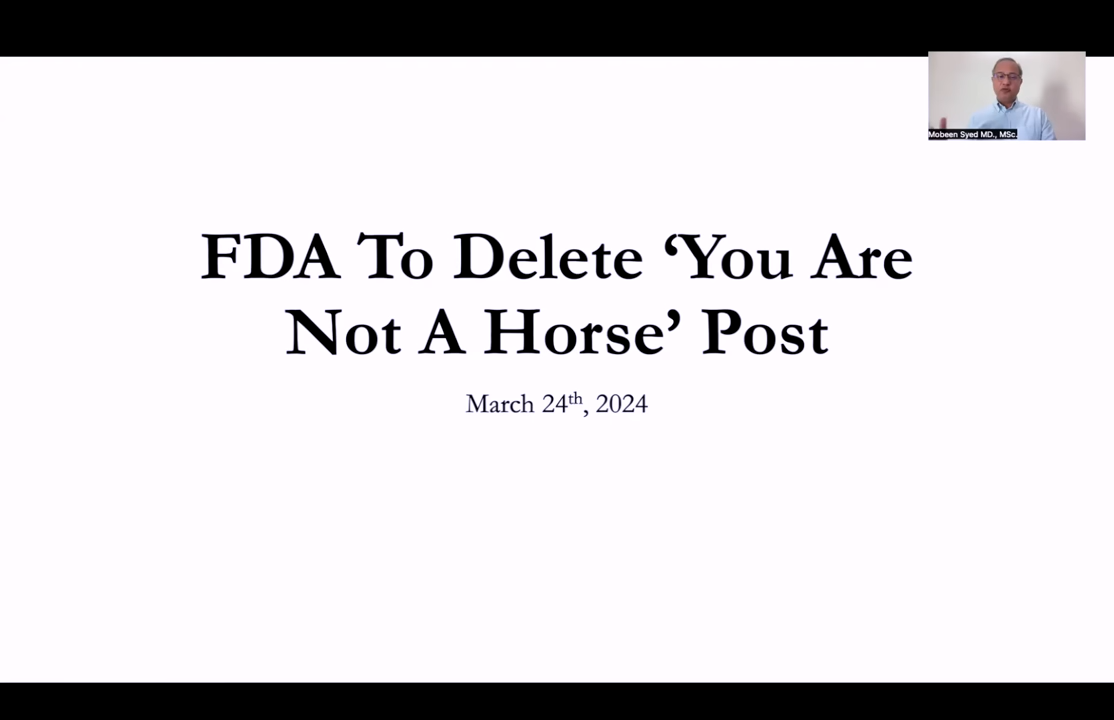 Mobeen Syed MD., MSc.
FDA To Delete ‘You Are
Not A Horse’ Post
March 24th, 2024